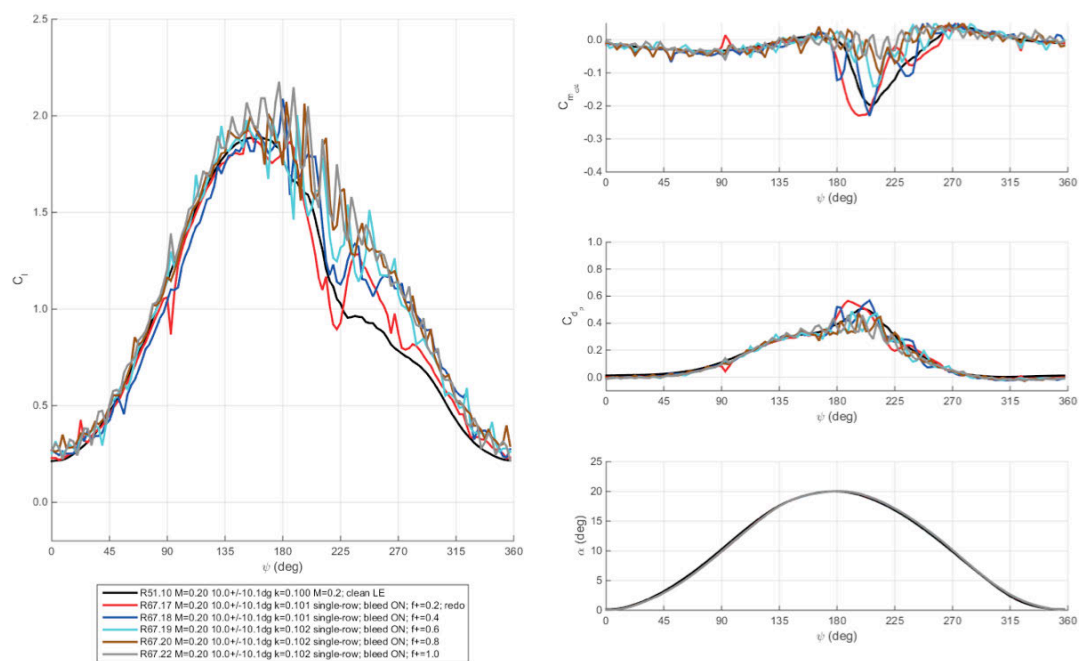 2.5
2.0
1.5
1.0
0.5
0.0
C_l
0 45 90 135 180 225 270 315 360
ψ (deg)
R51.10 M=0.20 10.0+/-10.1dg k=0.100 M=0.2; clean LE
R67.17 M=0.20 10.0+/-10.1dg k=0.101 single-row; bleed ON; f+=0.2; redo
R67.18 M=0.20 10.0+/-10.1dg k=0.101 single-row; bleed ON; f+=0.4
R67.19 M=0.20 10.0+/-10.1dg k=0.102 single-row; bleed ON; f+=0.6
R67.20 M=0.20 10.0+/-10.1dg k=0.102 single-row; bleed ON; f+=0.8
R67.22 M=0.20 10.0+/-10.1dg k=0.102 single-row; bleed ON; f+=1.0
0.0
-0.1
-0.2
-0.3
-0.4
C_m
0 45 90 135 180 225 270 315 360
ψ (deg)
1.0
0.8
0.6
0.4
0.2
0.0
C_d_p
0 45 90 135 180 225 270 315 360
ψ (deg)
25
20
15
10
5
0
α (deg)
0 45 90 135 180 225 270 315 360
ψ (deg)